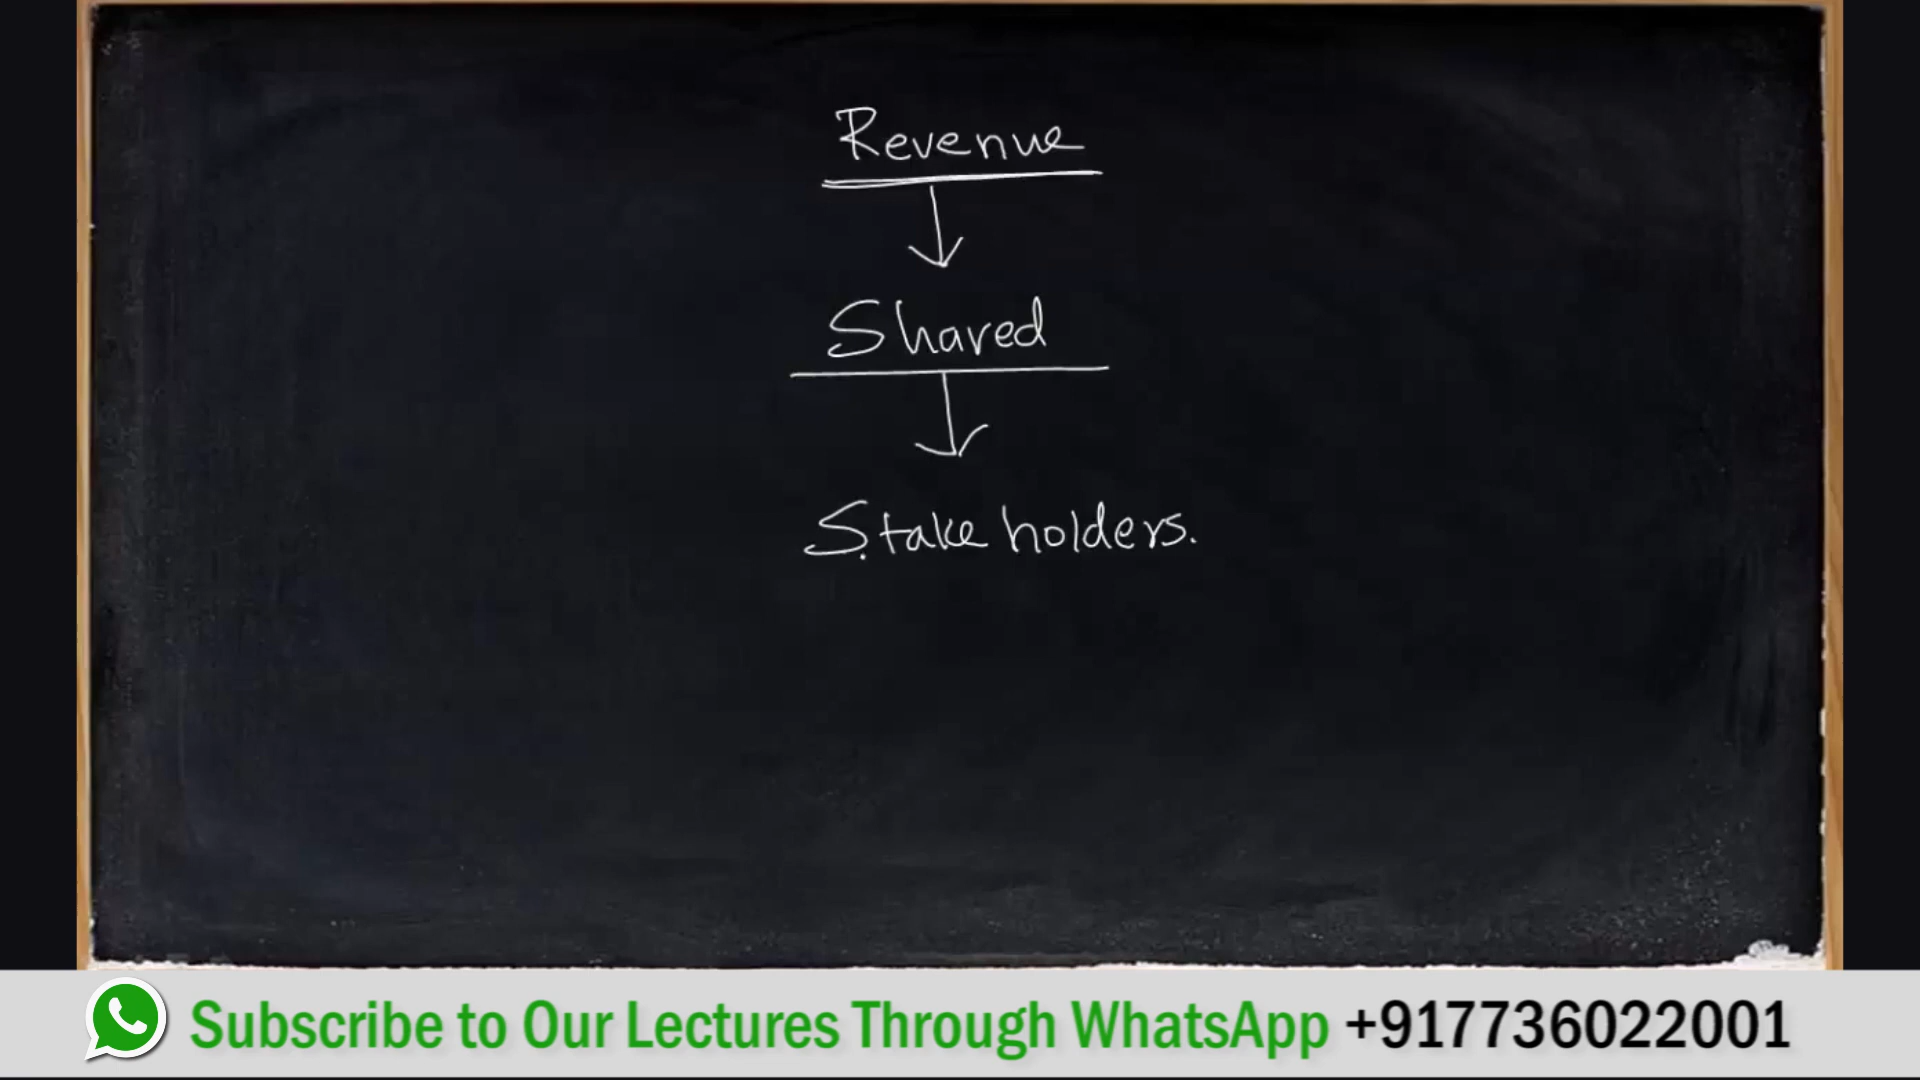 Revenue
Shared
Stake holders.
Subscribe to Our Lectures Through WhatsApp +917736022001